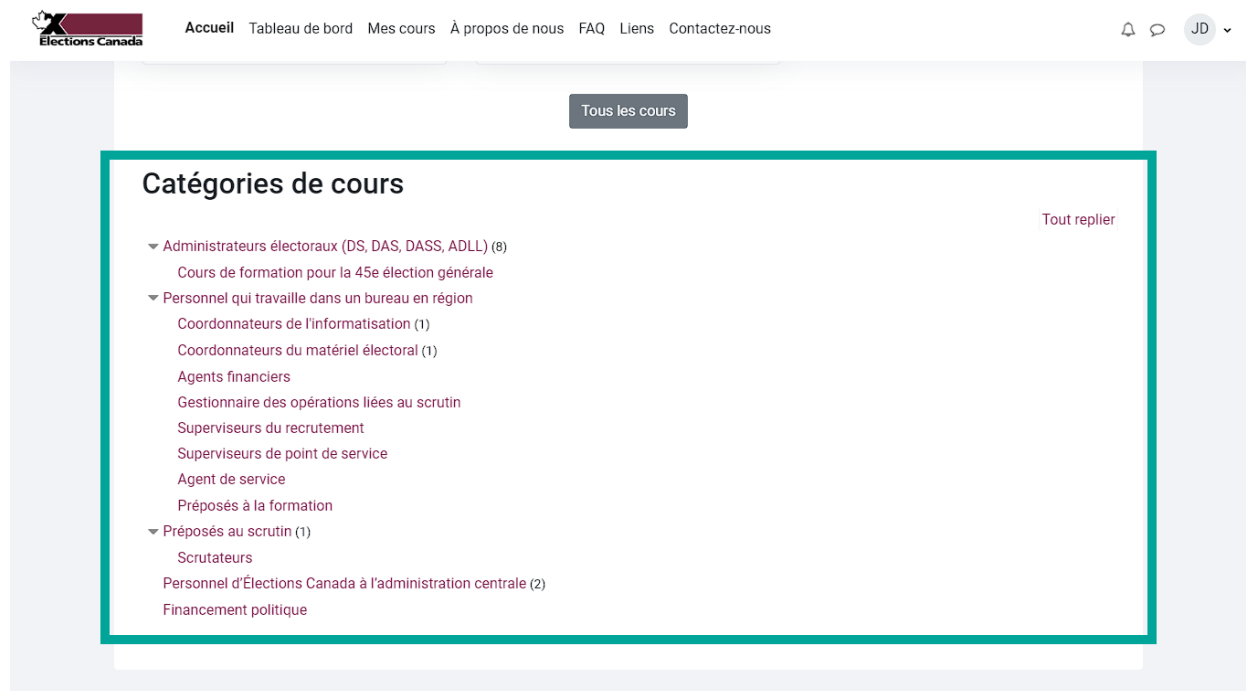 Elections Canada
Accueil Tableau de bord Mes cours À propos de nous FAQ Liens Contactez-nous JD
Tous les cours
Catégories de cours
Tout replier
Administrateurs électoraux (DS, DAS, DASS, ADLL) (8)
Cours de formation pour la 45e élection générale
Personnel qui travaille dans un bureau en région
Coordonnateurs de l'informatisation (1)
Coordonnateurs du matériel électoral (1)
Agents financiers
Gestionnaire des opérations liées au scrutin
Superviseurs du recrutement
Superviseurs de point de service
Agent de service
Préposés à la formation
Préposés au scrutin (1)
Scrutateurs
Personnel d’Élections Canada à l’administration centrale (2)
Financement politique